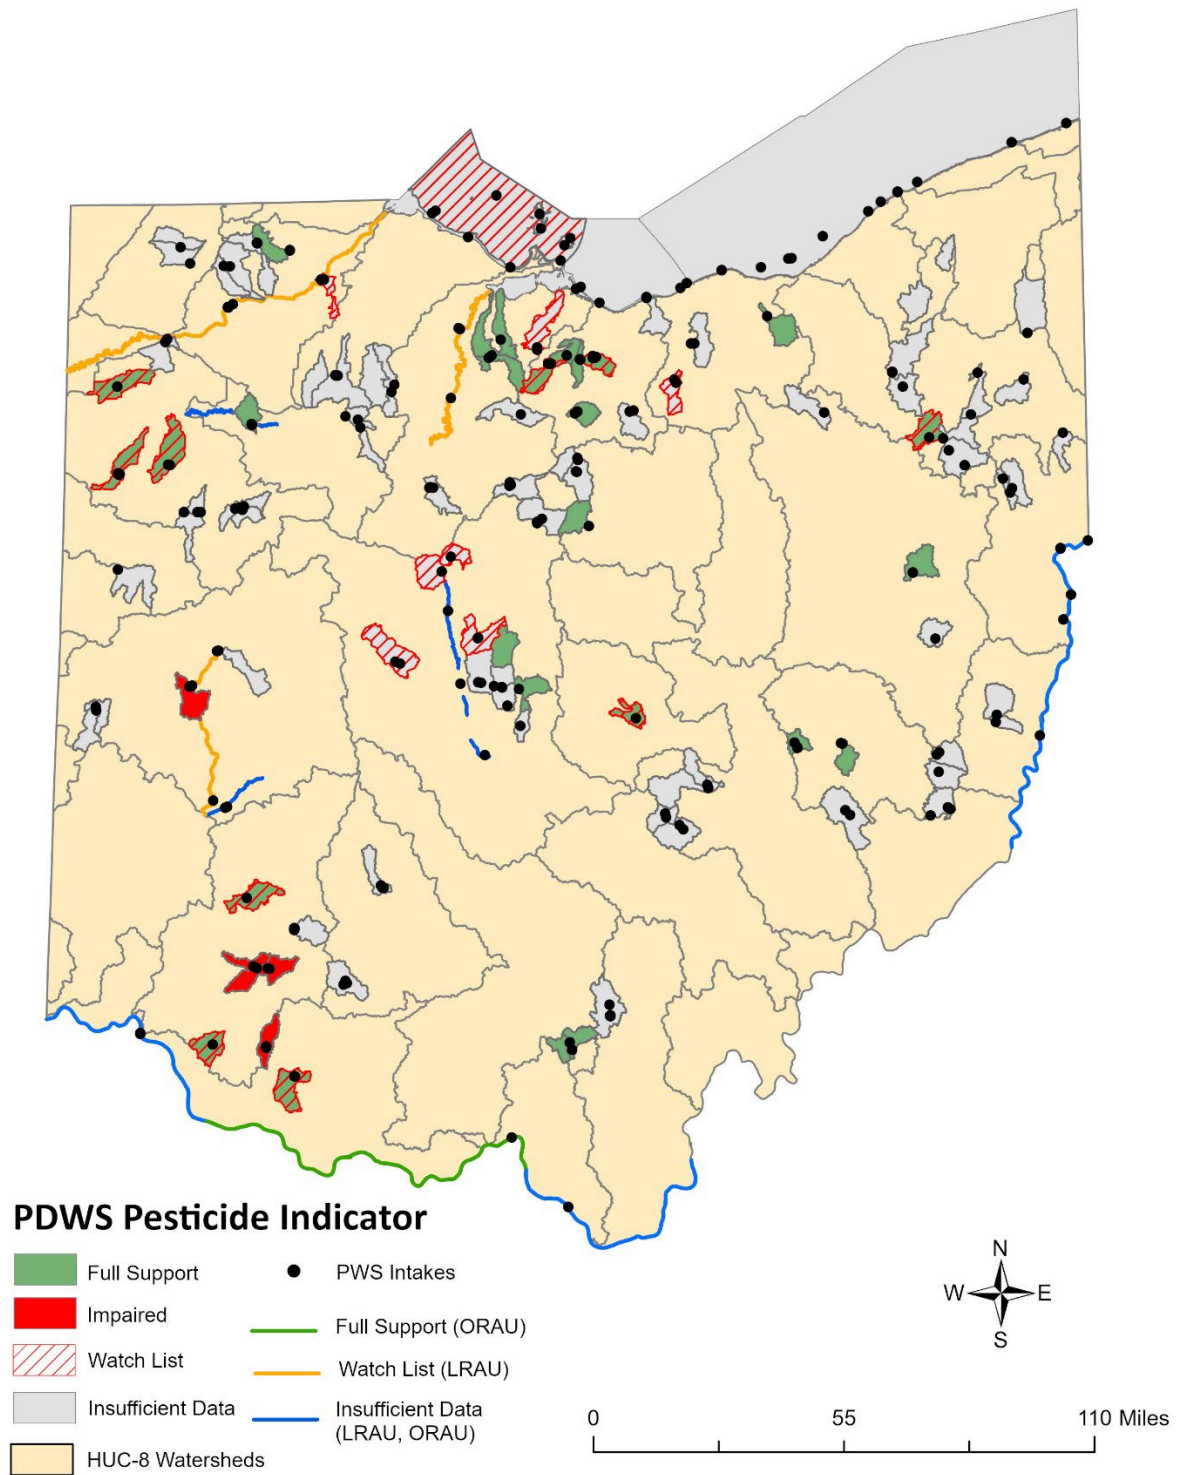 PDWS Pesticide Indicator
Full Support
Impaired
Watch List
Insufficient Data
HUC-8 Watersheds
PWS Intakes
Full Support (ORAU)
Watch List (LRAU)
Insufficient Data
(LRAU, ORAU)
N
W E
S
0 55 110 Miles